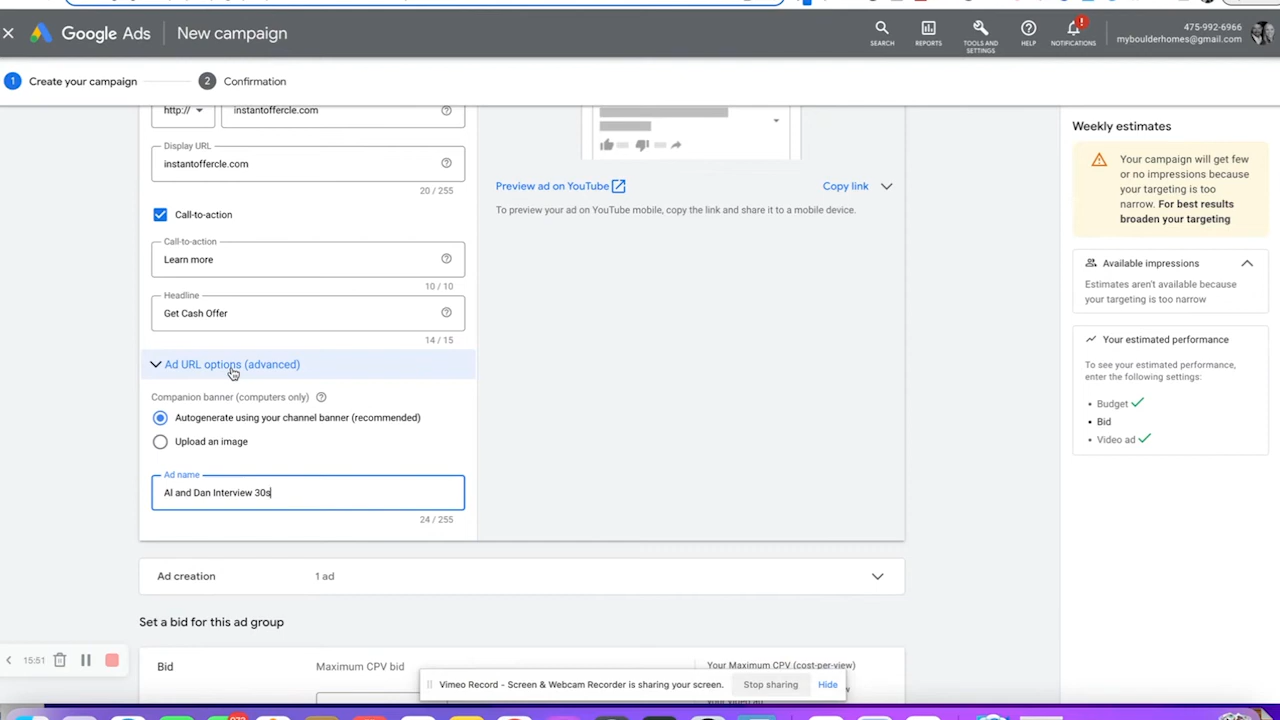 Google Ads
New campaign
SEARCH
REPORTS
TOOLS AND
SETTINGS
HELP
NOTIFICATIONS
475-992-6966
myboulderhomes@gmail.com
1 Create your campaign
2 Confirmation
http://
instantoffercle.com
Display URL
instantoffercle.com
20 / 255
Call-to-action
Call-to-action
Learn more
10 / 10
Headline
Get Cash Offer
14 / 15
Ad URL options (advanced)
Companion banner (computers only)
Autogenerate using your channel banner (recommended)
Upload an image
Ad name
Al and Dan Interview 30s
24 / 255
Preview ad on YouTube
Copy link
To preview your ad on YouTube mobile, copy the link and share it to a mobile device.
Ad creation
1 ad
Set a bid for this ad group
Bid
Maximum CPV bid
Your Maximum CPV (cost-per-view)
Weekly estimates
Your campaign will get few
or no impressions because
your targeting is too
narrow. For best results
broaden your targeting
Available impressions
Estimates aren't available because
your targeting is too narrow
Your estimated performance
To see your estimated performance,
enter the following settings:
• Budget
• Bid
• Video ad
15:51
Vimeo Record - Screen & Webcam Recorder is sharing your screen.
Stop sharing
Hide